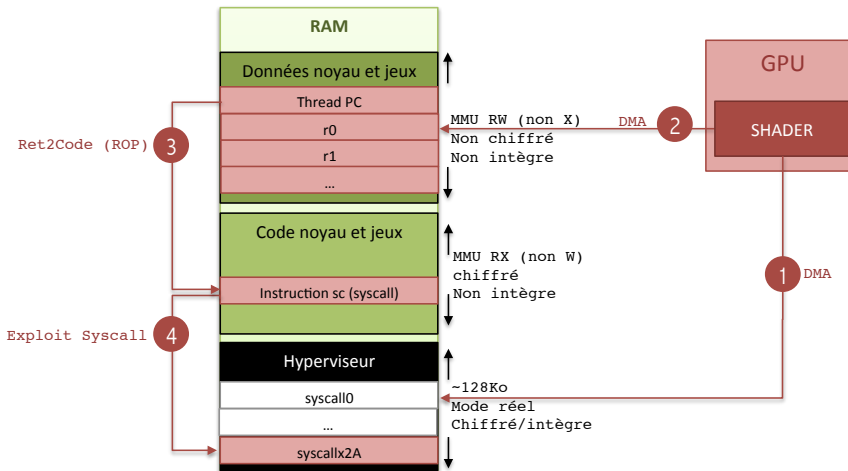 RAM
Données noyau et jeux
Thread PC
r0
r1
...
MMU RW (non X)
Non chiffré
Non intègre
DMA
2
GPU
SHADER
3
Ret2Code (ROP)
Code noyau et jeux
MMU RX (non W)
chiffré
Non intègre
1
DMA
Instruction sc (syscall)
4
Exploit Syscall
Hyperviseur
~128Ko
Mode réel
Chiffré/intègre
syscall0
...
syscallx2A